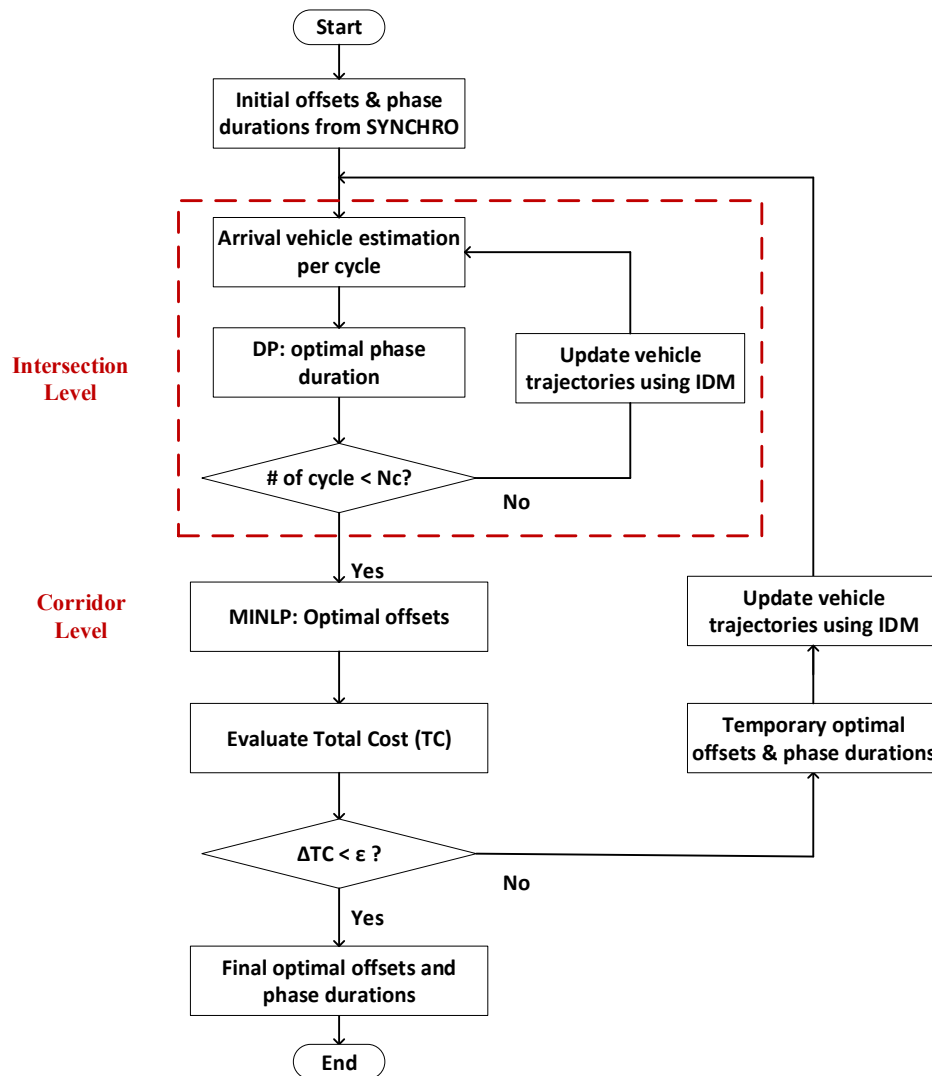 Start
Initial offsets & phase
durations from SYNCHRO
Arrival vehicle estimation
per cycle
DP: optimal phase
duration
Update vehicle
trajectories using IDM
Intersection
Level
# of cycle < Nc?
No
Yes
Corridor
Level
MINLP: Optimal offsets
Update vehicle
trajectories using IDM
Evaluate Total Cost (TC)
Temporary optimal
offsets & phase durations
ΔTC < ε ?
No
Yes
Final optimal offsets and
phase durations
End